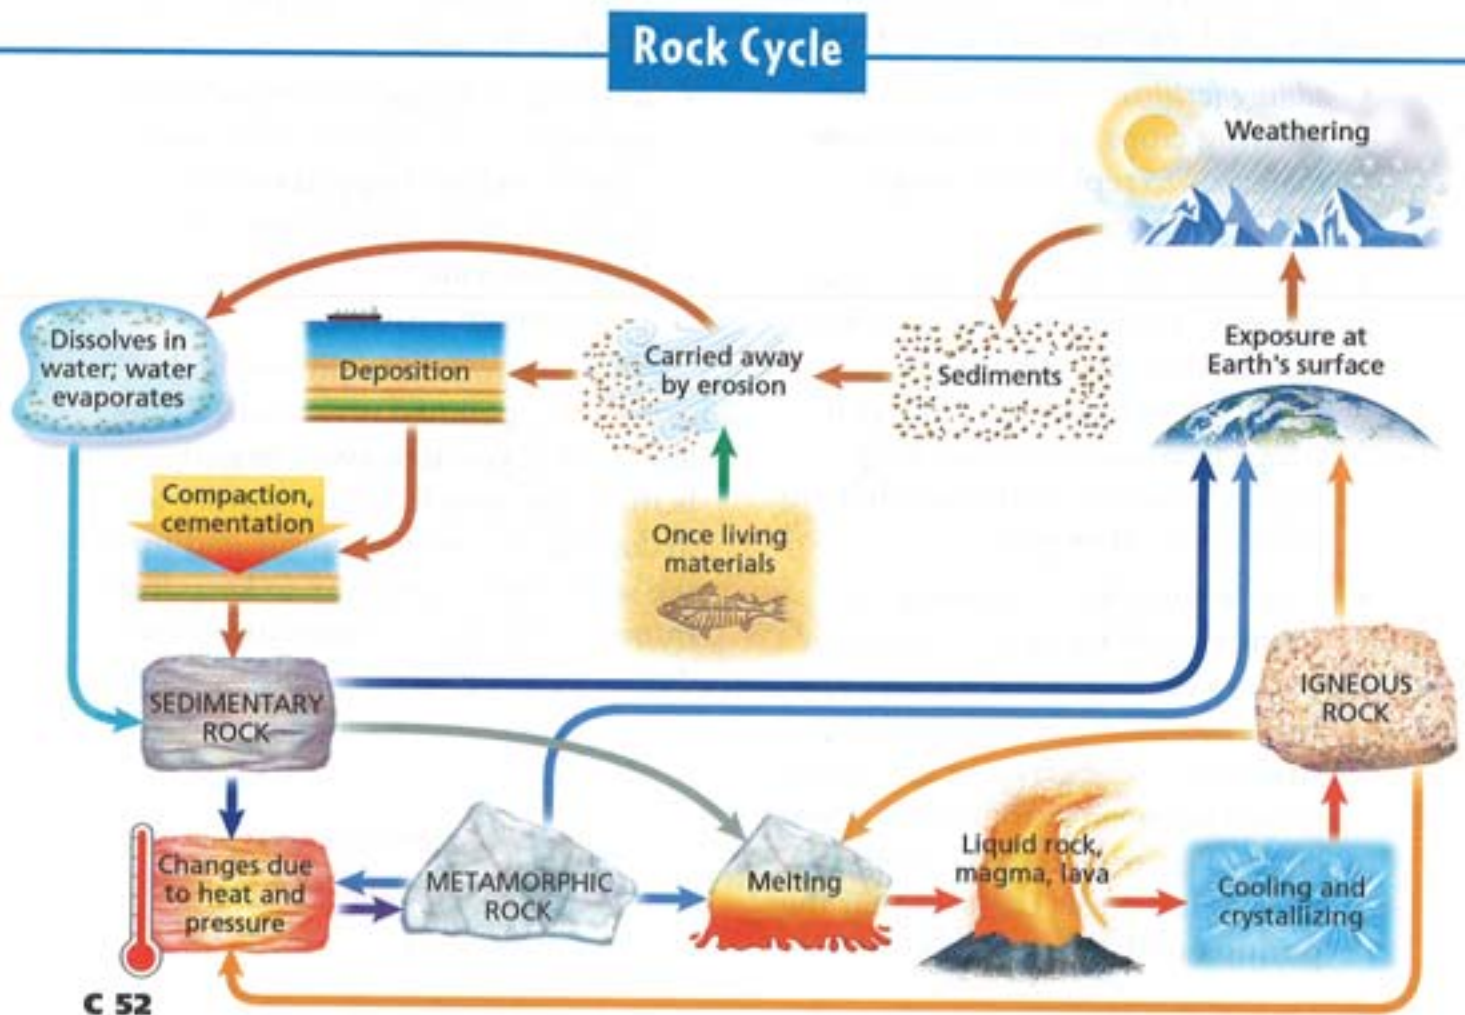 Rock Cycle
Weathering
Exposure at
Earth's surface
Sediments
Carried away
by erosion
Once living
materials
Deposition
Dissolves in
water; water
evaporates
Compaction,
cementation
SEDIMENTARY
ROCK
IGNEOUS
ROCK
Changes due
to heat and
pressure
METAMORPHIC
ROCK
Melting
Liquid rock,
magma, lava
Cooling and
crystallizing
C 52